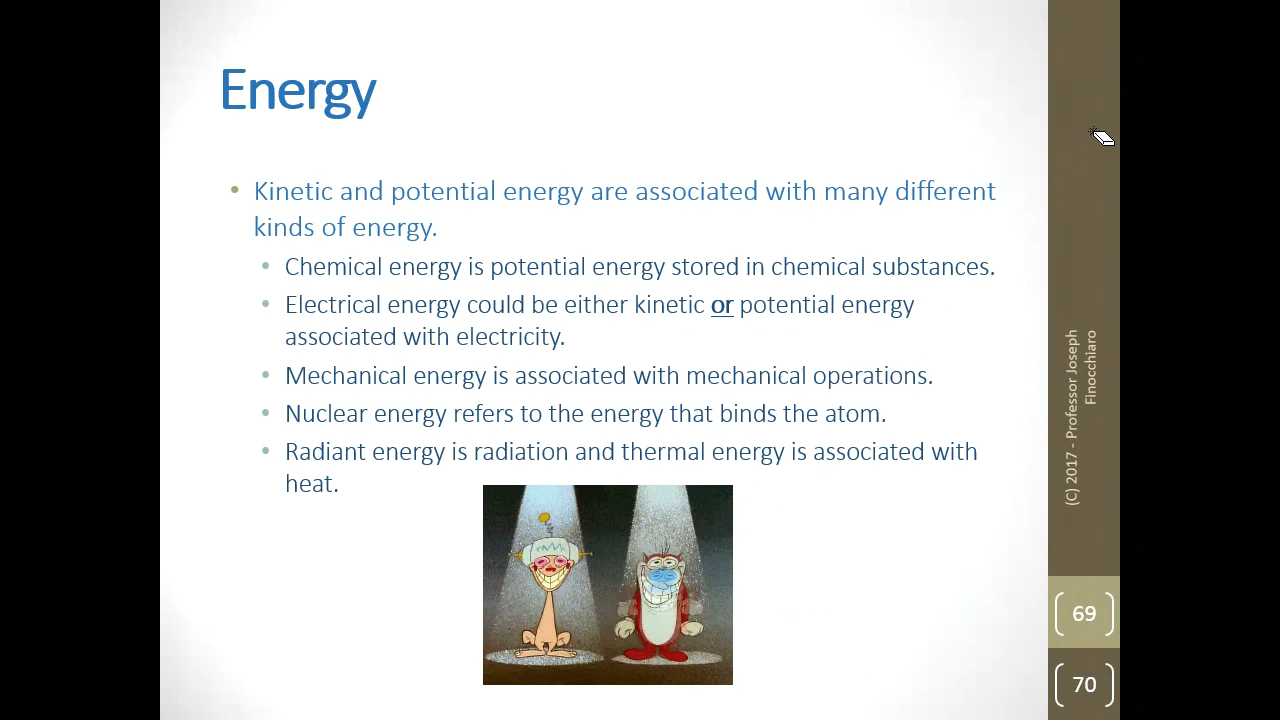 Energy
• Kinetic and potential energy are associated with many different
kinds of energy.
• Chemical energy is potential energy stored in chemical substances.
• Electrical energy could be either kinetic or potential energy
associated with electricity.
• Mechanical energy is associated with mechanical operations.
• Nuclear energy refers to the energy that binds the atom.
• Radiant energy is radiation and thermal energy is associated with
heat.
(C) 2017 - Professor Joseph
Finocchiaro
69
70